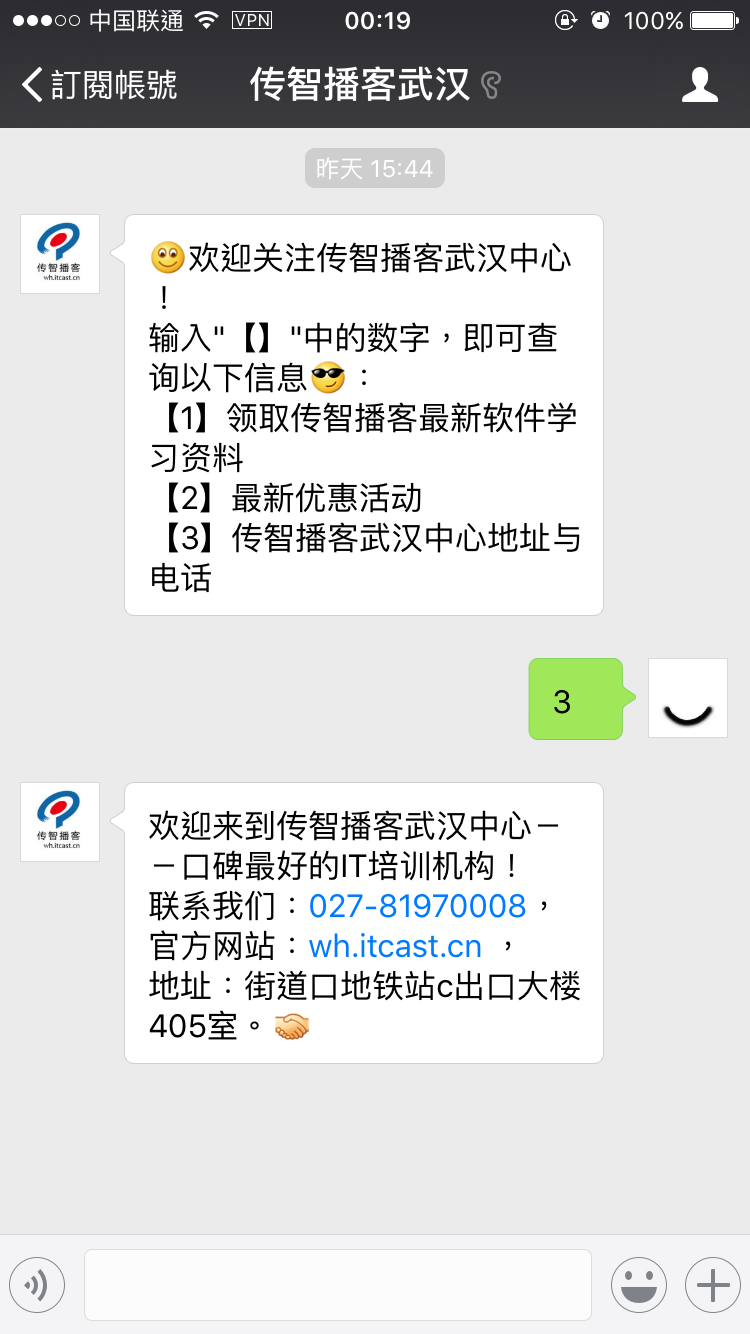 中国联通 VPN 00:19 100%
訂閱帳號 传智播客武汉
昨天 15:44
传智播客
wh.itcast.cn
😊欢迎关注传智播客武汉中心
！
输入"【】"中的数字，即可查
询以下信息😎：
【1】领取传智播客最新软件学
习资料
【2】最新优惠活动
【3】传智播客武汉中心地址与
电话
3
传智播客
wh.itcast.cn
欢迎来到传智播客武汉中心－
－口碑最好的IT培训机构！
联系我们：027-81970008，
官方网站：wh.itcast.cn ，
地址：街道口地铁站c出口大楼
405室。🤝